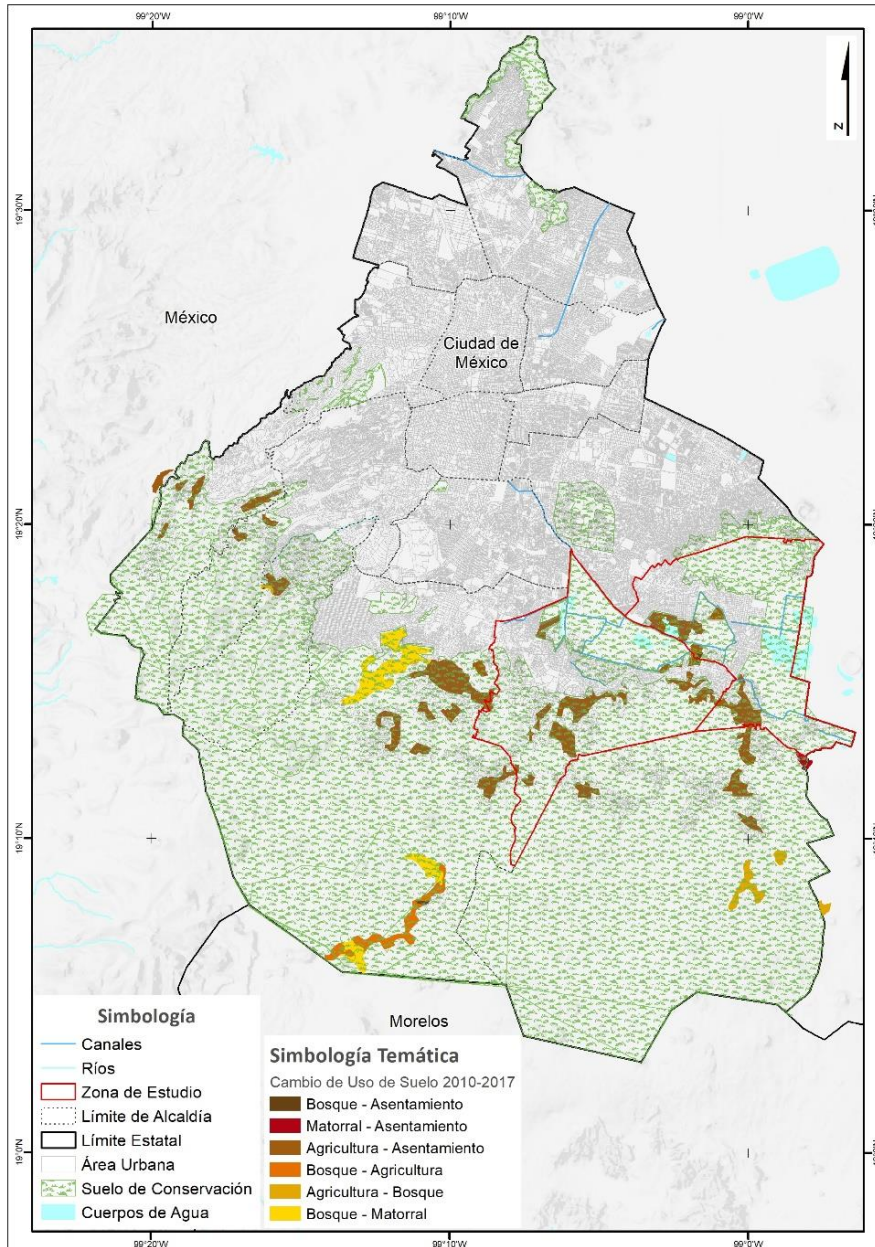 99°20'W 99°10'W 99°0'W
N
19°30'N
México
Ciudad de
México
19°20'N
19°10'N
19°10'N
Morelos
Simbología
Canales
Ríos
Zona de Estudio
Límite de Alcaldía
Límite Estatal
Área Urbana
Suelo de Conservación
Cuerpos de Agua
Simbología Temática
Cambio de Uso de Suelo 2010-2017
Bosque - Asentamiento
Matorral - Asentamiento
Agricultura - Asentamiento
Bosque - Agricultura
Agricultura - Bosque
Bosque - Matorral
19°0'N
99°20'W 99°10'W 99°0'W